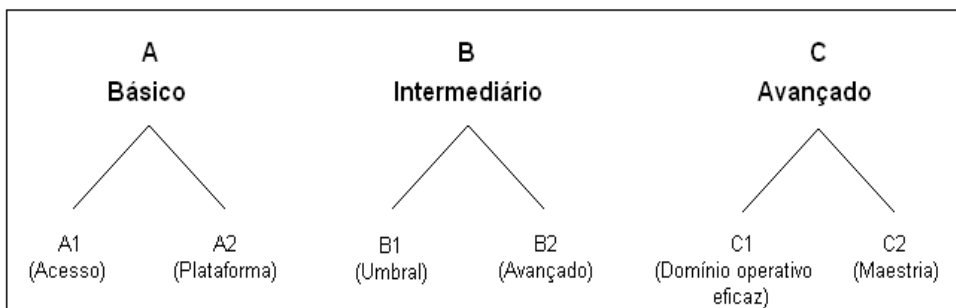 A
Básico
B
Intermediário
C
Avançado
A1
(Acesso)
A2
(Plataforma)
B1
(Umbral)
B2
(Avançado)
C1
(Domínio operativo
eficaz)
C2
(Maestria)